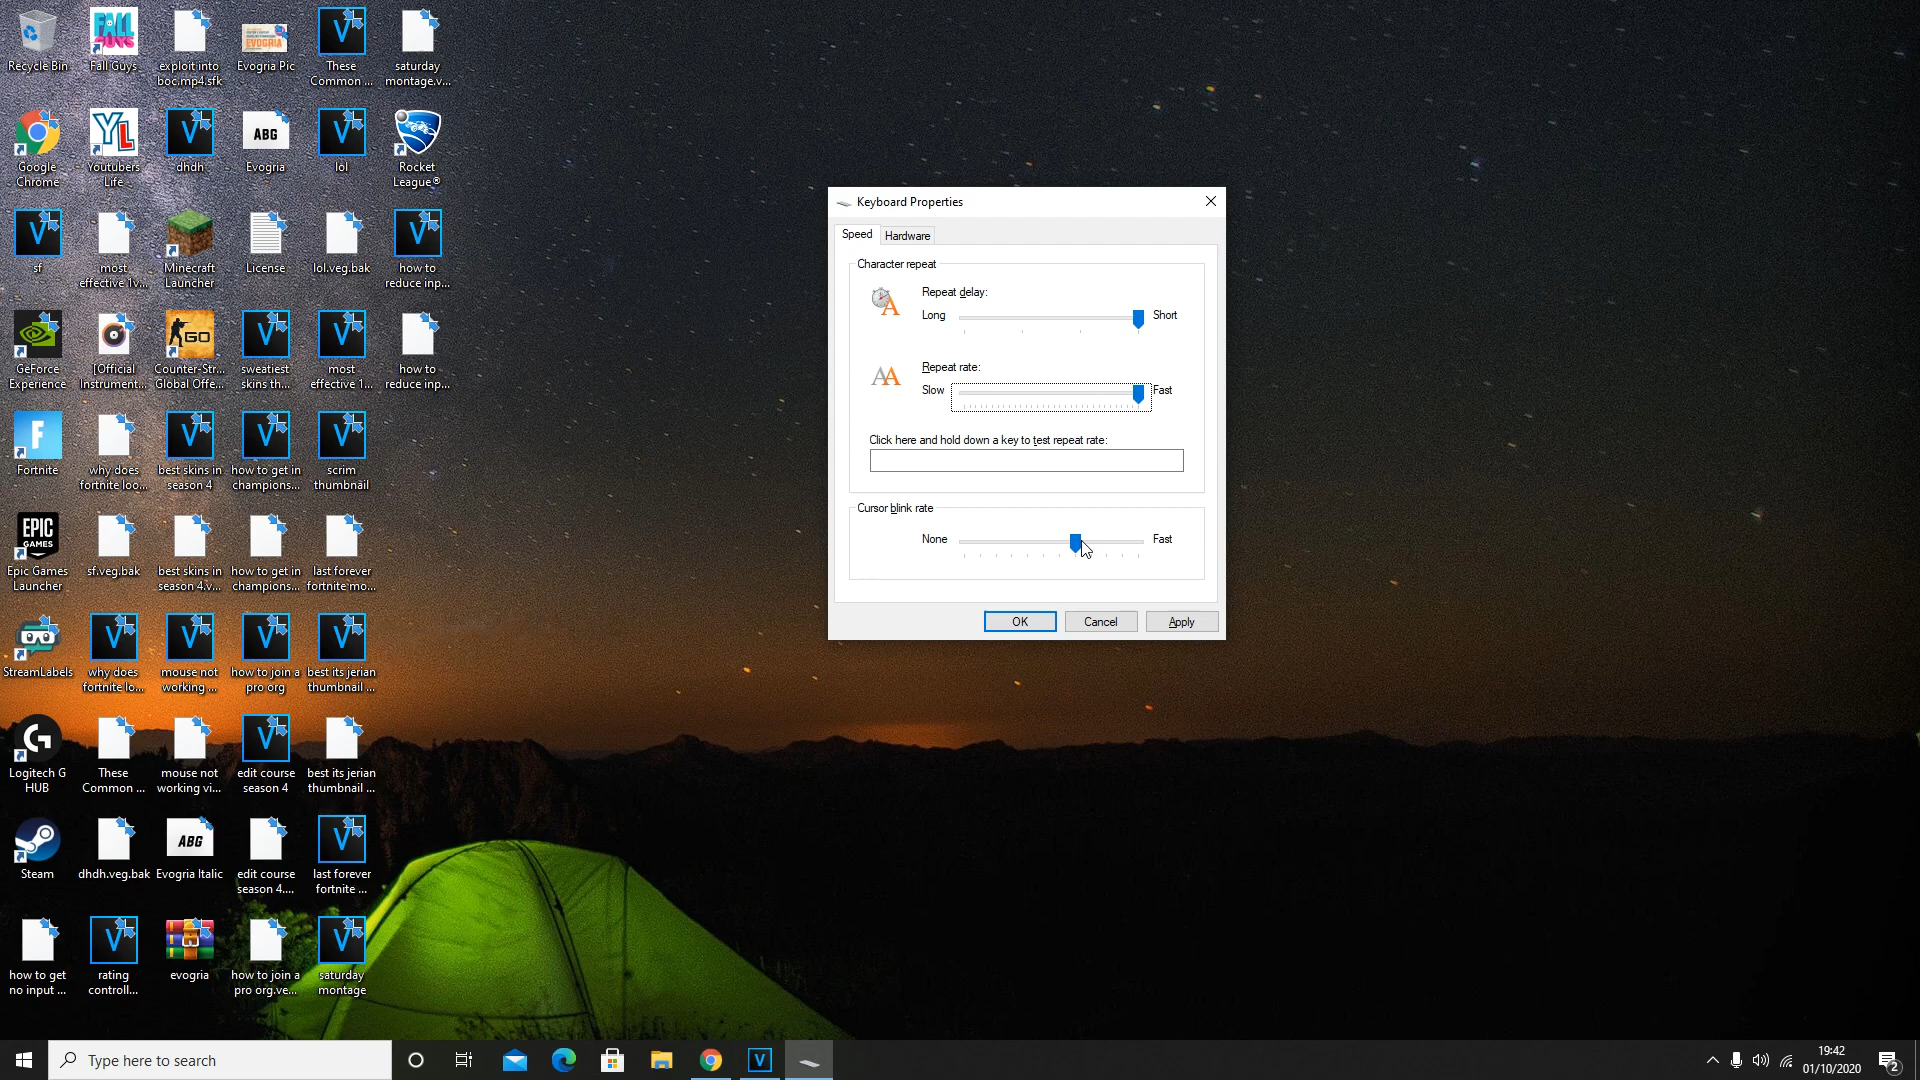 Recycle Bin
Fall Guys
exploit into
boc.mp4.sfk
Evogria Pic
EVOGRIA
These
Common ...
saturday
montage.v...
Google
Chrome
Youtubers
Life
dhdh
ABG
Evogria
lol
Rocket
League®
sf
most
effective 1v...
Minecraft
Launcher
License
lol.veg.bak
how to
reduce inp...
GeForce
Experience
[Official
Instrument...
Counter-Str...
Global Offe...
sweatiest
skins th...
most
effective 1...
how to
reduce inp...
Fortnite
why does
fortnite loo...
best skins in
season 4
how to get in
champions...
scrim
thumbnail
EPIC
GAMES
Epic Games
Launcher
sf.veg.bak
best skins in
season 4.v...
how to get in
champions...
last forever
fortnite mo...
StreamLabels
why does
fortnite lo...
mouse not
working ...
how to join a
pro org
best its jerian
thumbnail ...
Logitech G
HUB
These
Common ...
mouse not
working vi...
edit course
season 4
best its jerian
thumbnail ...
Steam
dhdh.veg.bak
ABG
Evogria Italic
edit course
season 4....
last forever
fortnite ...
how to get
no input ...
rating
controll...
evogria
how to join a
pro org.ve...
saturday
montage
Keyboard Properties
Speed
Hardware
Character repeat
Repeat delay:
Long
Short
Repeat rate:
Slow
Fast
Click here and hold down a key to test repeat rate:
Cursor blink rate
None
Fast
OK
Cancel
Apply
Type here to search
19:42
01/10/2020
2